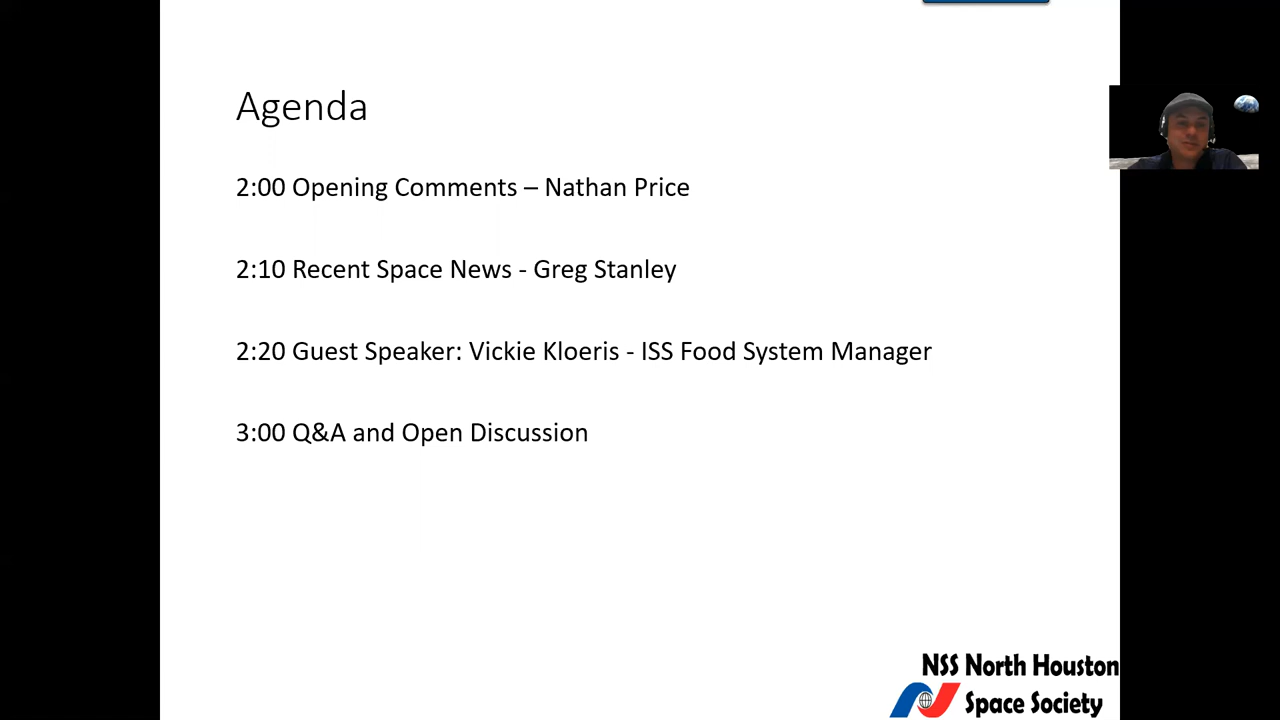 Agenda
2:00 Opening Comments – Nathan Price
2:10 Recent Space News - Greg Stanley
2:20 Guest Speaker: Vickie Kloeris - ISS Food System Manager
3:00 Q&A and Open Discussion
NSS North Houston
Space Society